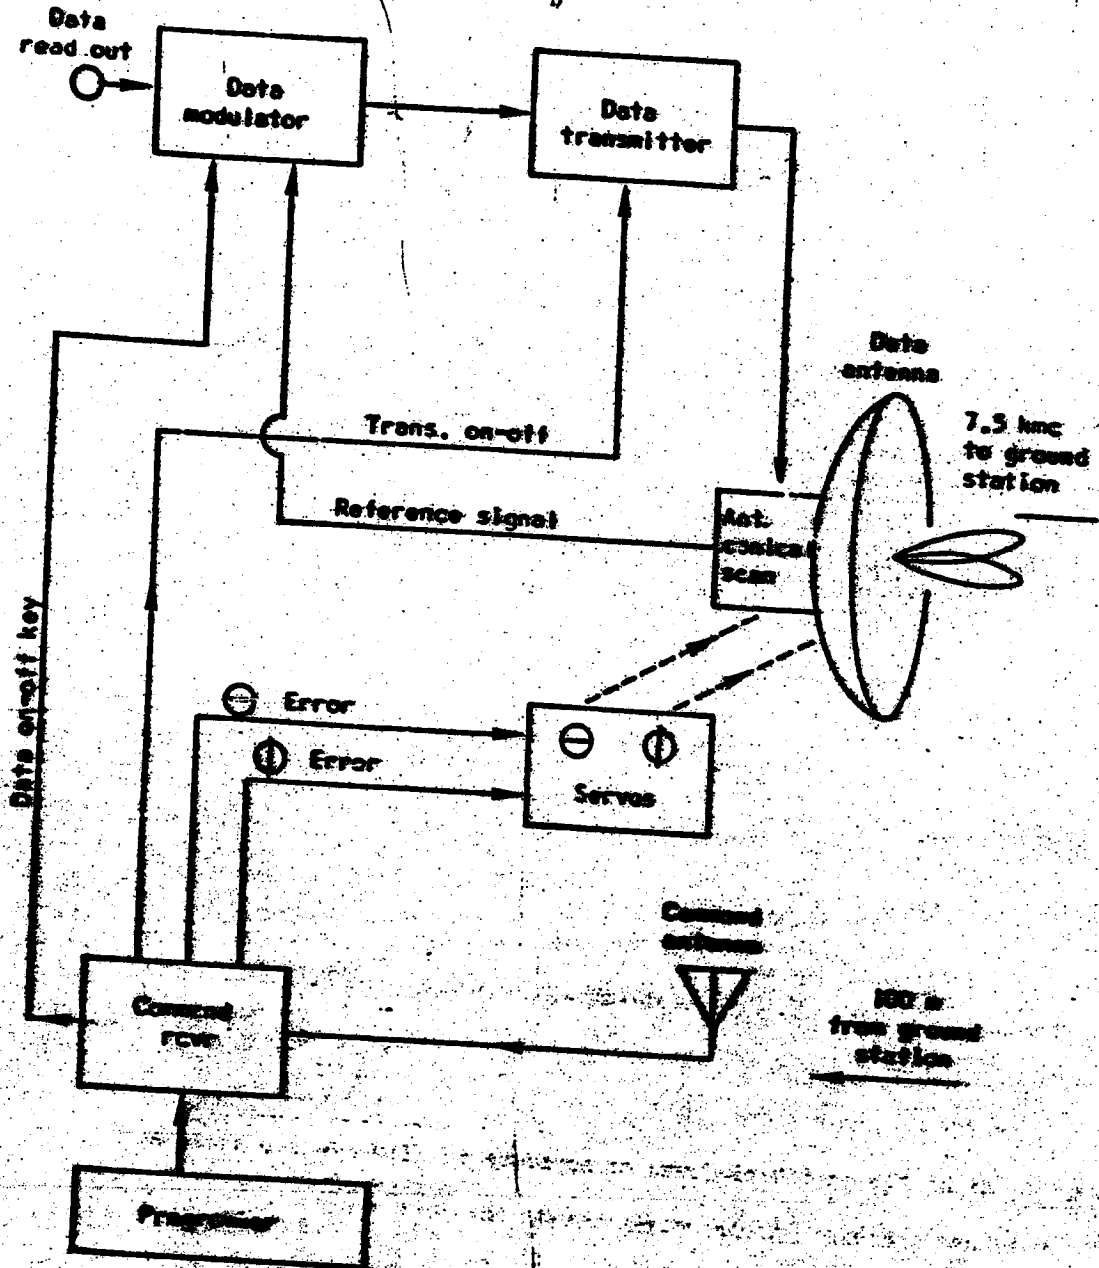 Data
read out
Data
modulator
Data
transmitter
Data
antenna
7.5 kmc
to ground
station
Trans. on-off
Reference signal
Ant.
conical
scan
Data on-off key
Θ Error
Φ Error
Θ Φ
Servos
Command
antenna
from ground
station
Command
rcvr
Programmer